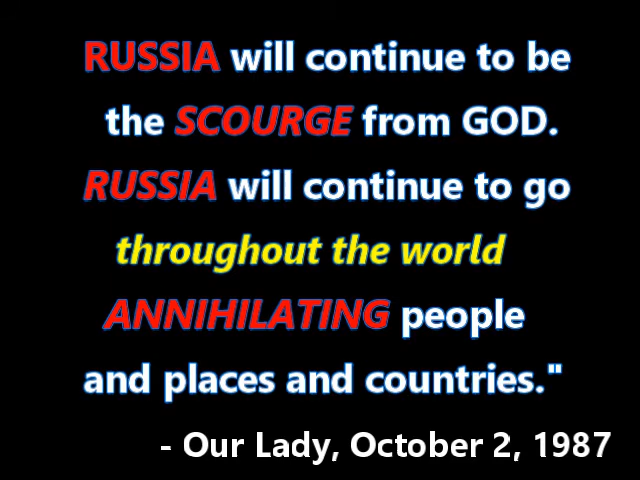 RUSSIA will continue to be
the SCOURGE from GOD.
RUSSIA will continue to go
throughout the world
ANNIHILATING people
and places and countries."
- Our Lady, October 2, 1987